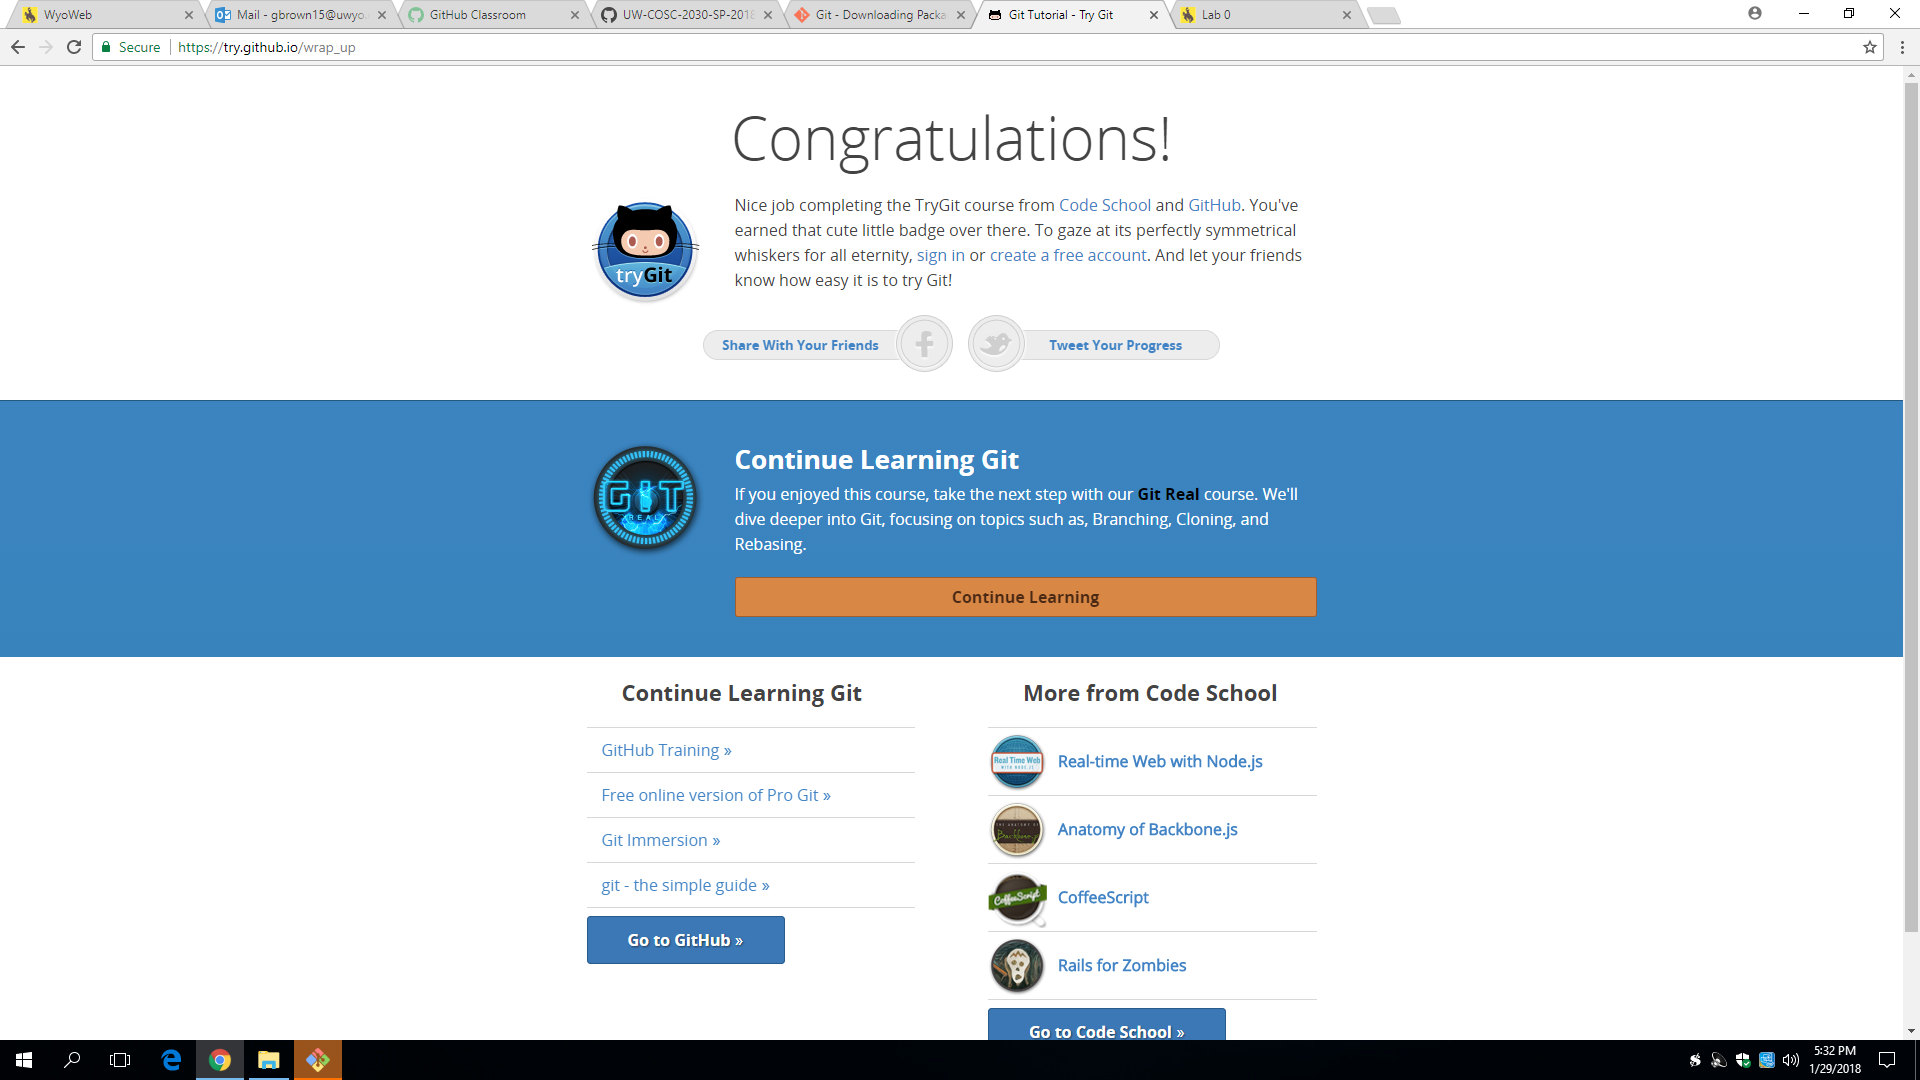 WyoWeb
Mail - gbrown15@uwyo.
GitHub Classroom
UW-COSC-2030-SP-2018
Git - Downloading Packa
Git Tutorial - Try Git
Lab 0
Secure
https://try.github.io/wrap_up
Congratulations!
Nice job completing the TryGit course from Code School and GitHub. You've
earned that cute little badge over there. To gaze at its perfectly symmetrical
whiskers for all eternity, sign in or create a free account. And let your friends
know how easy it is to try Git!
tryGit
Share With Your Friends
Tweet Your Progress
GIT
REAL
Continue Learning Git
If you enjoyed this course, take the next step with our Git Real course. We'll
dive deeper into Git, focusing on topics such as, Branching, Cloning, and
Rebasing.
Continue Learning
Continue Learning Git
GitHub Training »
Free online version of Pro Git »
Git Immersion »
git - the simple guide »
Go to GitHub »
More from Code School
Real Time Web
WITH NODE.JS
Real-time Web with Node.js
Anatomy of Backbone.js
CoffeeScript
CoffeeScript
Rails for Zombies
Go to Code School »
5:32 PM
1/29/2018